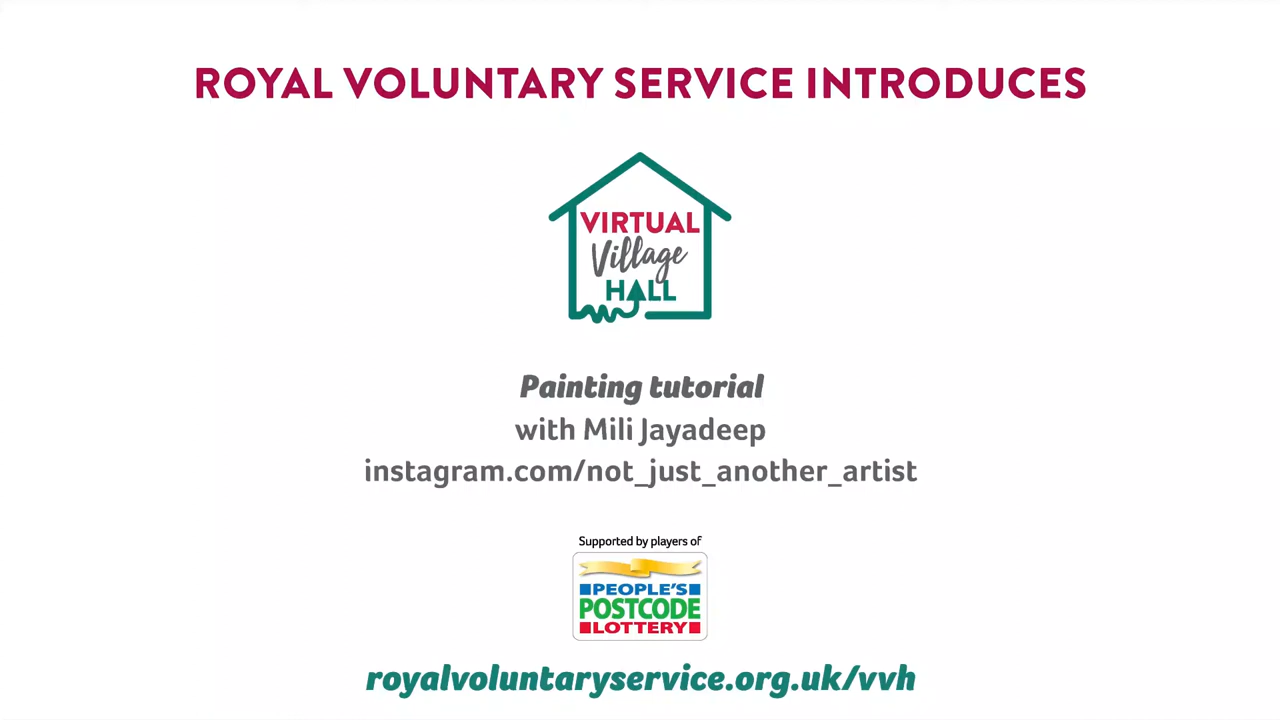 ROYAL VOLUNTARY SERVICE INTRODUCES
VIRTUAL
Village
HALL
Painting tutorial
with Mili Jayadeep
instagram.com/not_just_another_artist
Supported by players of
PEOPLE'S
POSTCODE
LOTTERY
royalvoluntaryservice.org.uk/vvh